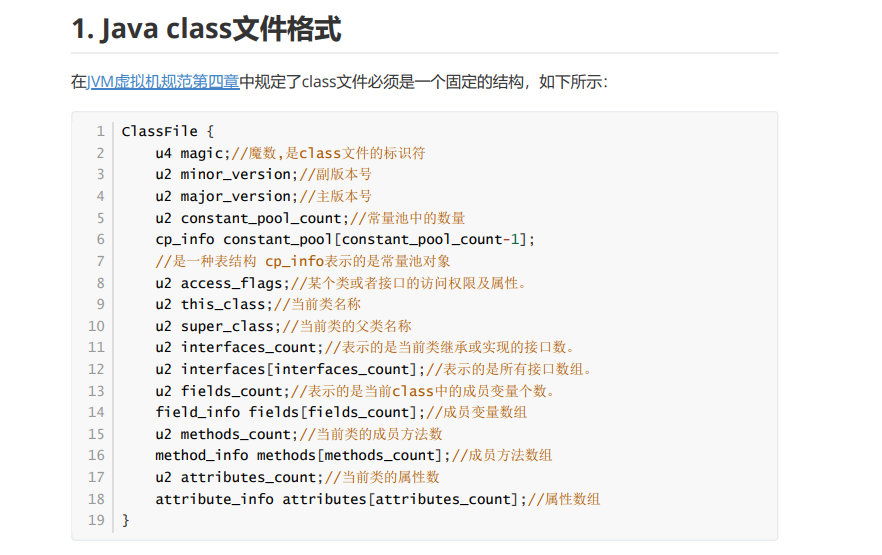 1. Java class文件格式
在JVM虚拟机规范第四章中规定了class文件必须是一个固定的结构，如下所示：
1 ClassFile {
2 u4 magic;//魔数,是class文件的标识符
3 u2 minor_version;//副版本号
4 u2 major_version;//主版本号
5 u2 constant_pool_count;//常量池中的数量
6 cp_info constant_pool[constant_pool_count-1];
7 //是一种表结构 cp_info表示的是常量池对象
8 u2 access_flags;//某个类或者接口的访问权限及属性。
9 u2 this_class;//当前类名称
10 u2 super_class;//当前类的父类名称
11 u2 interfaces_count;//表示的是当前类继承或实现的接口数。
12 u2 interfaces[interfaces_count];//表示的是所有接口数组。
13 u2 fields_count;//表示的是当前class中的成员变量个数。
14 field_info fields[fields_count];//成员变量数组
15 u2 methods_count;//当前类的成员方法数
16 method_info methods[methods_count];//成员方法数组
17 u2 attributes_count;//当前类的属性数
18 attribute_info attributes[attributes_count];//属性数组
19 }